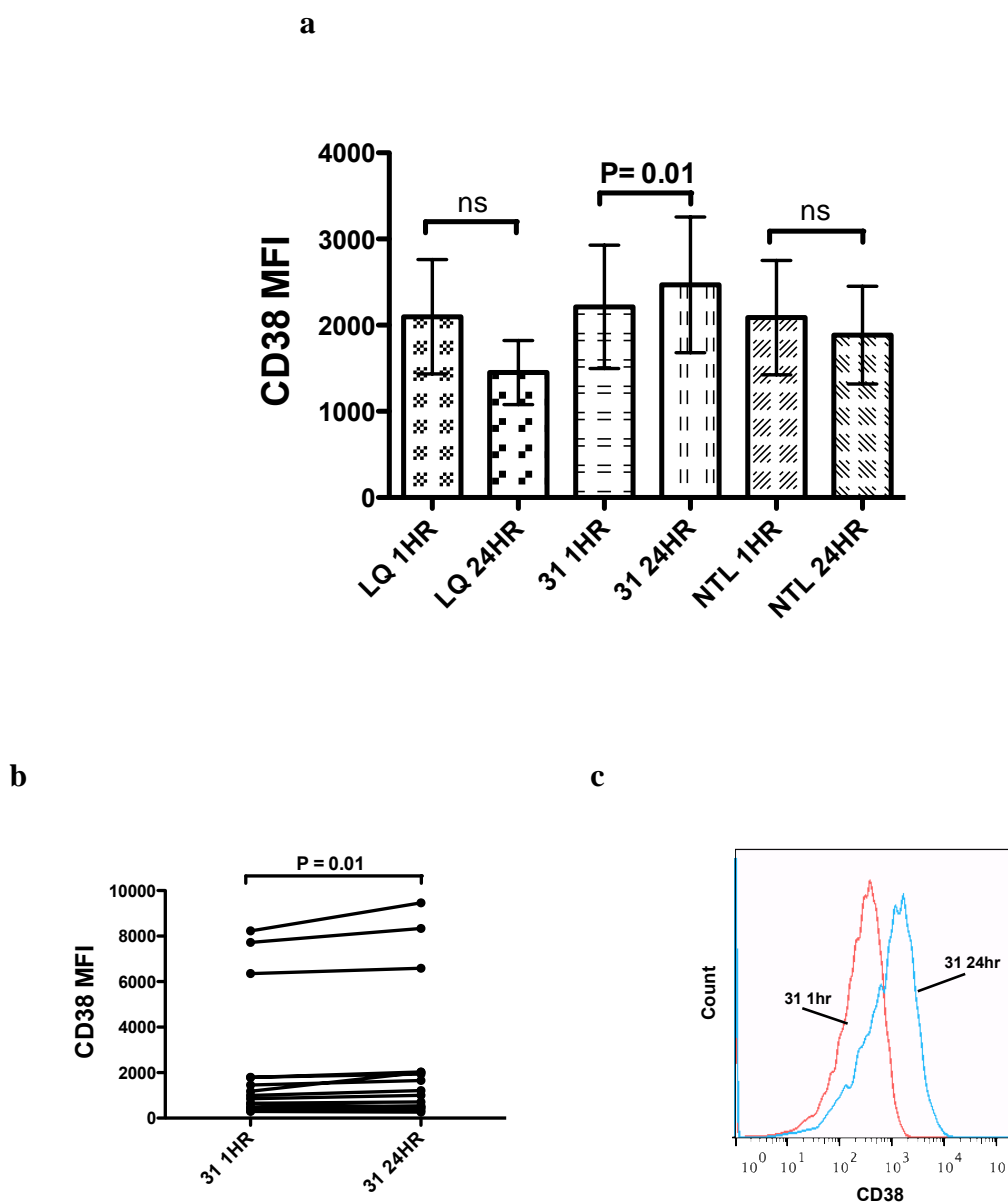 a
4000
3000
2000
1000
0
CD38 MFI
ns
P= 0.01
ns
LQ 1HR
LQ 24HR
31 1HR
31 24HR
NTL 1HR
NTL 24HR
b
P = 0.01
10000
8000
6000
4000
2000
0
CD38 MFI
31 1HR
31 24HR
c
Count
31 1hr
31 24hr
10^0
10^1
10^2
10^3
10^4
10
CD38